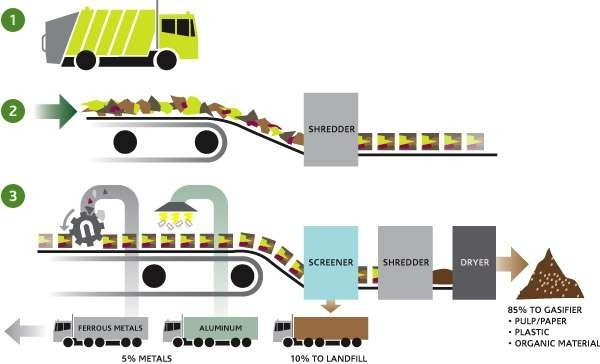 1
2
SHREDDER
3
SCREENER
SHREDDER
DRYER
FERROUS METALS
ALUMINUM
5% METALS
10% TO LANDFILL
85% TO GASIFIER
• PULP/PAPER
• PLASTIC
• ORGANIC MATERIAL